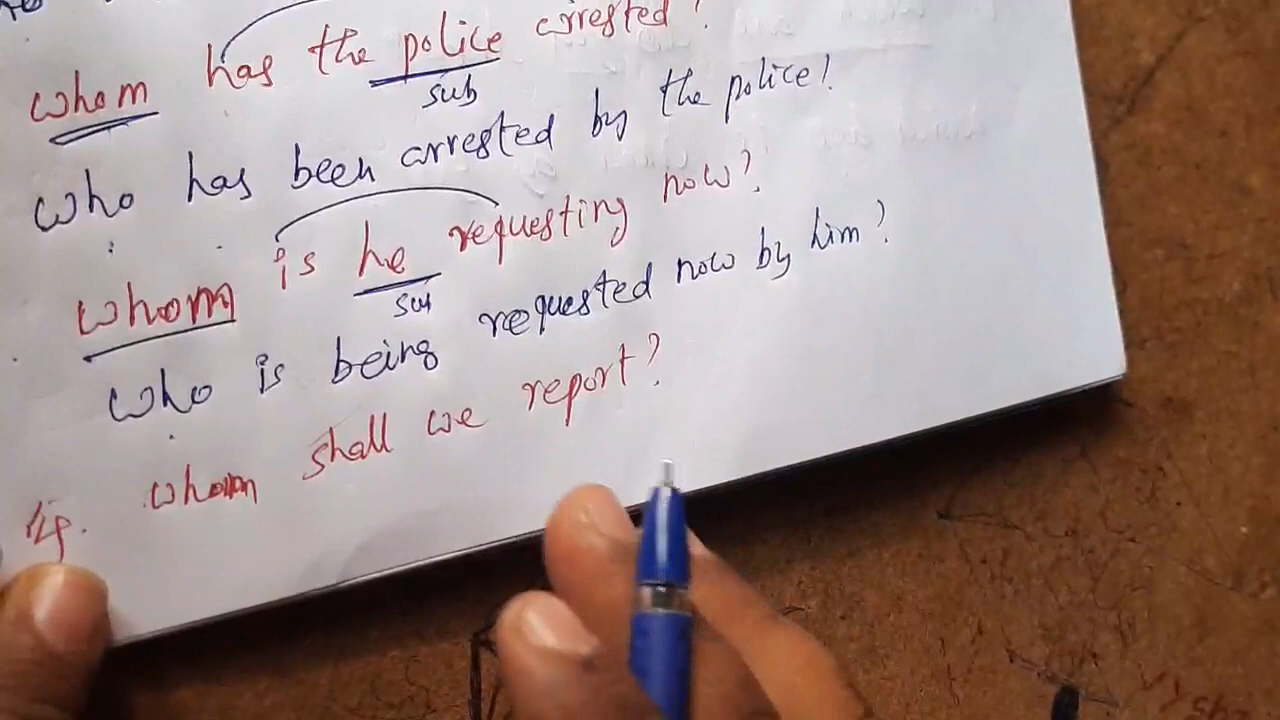 whom has the police arrested?
sub
who has been arrested by the police!
whom is he requesting now?
sub
who is being requested now by him?
14. whom shall we report?